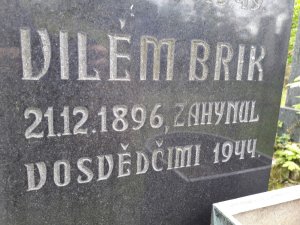 VILÉM BRIK
21.12.1896, ZAHYNUL
V OSVĚDČIMI 1944